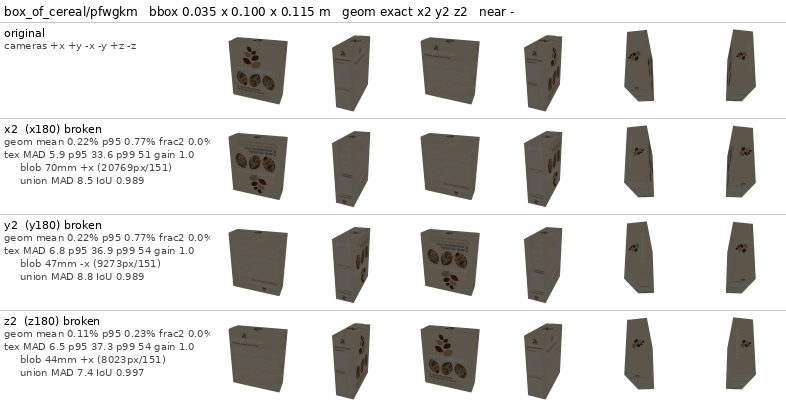 box_of_cereal/pfwgkm bbox 0.035 x 0.100 x 0.115 m geom exact x2 y2 z2 near -
original
cameras +x +y -x -y +z -z
x2 (x180) broken
geom mean 0.22% p95 0.77% frac2 0.0%
tex MAD 5.9 p95 33.6 p99 51 gain 1.0
blob 70mm +x (20769px/151)
union MAD 8.5 IoU 0.989
y2 (y180) broken
geom mean 0.22% p95 0.77% frac2 0.0%
tex MAD 6.8 p95 36.9 p99 54 gain 1.0
blob 47mm -x (9273px/151)
union MAD 8.8 IoU 0.989
z2 (z180) broken
geom mean 0.11% p95 0.23% frac2 0.0%
tex MAD 6.5 p95 37.3 p99 54 gain 1.0
blob 44mm +x (8023px/151)
union MAD 7.4 IoU 0.997